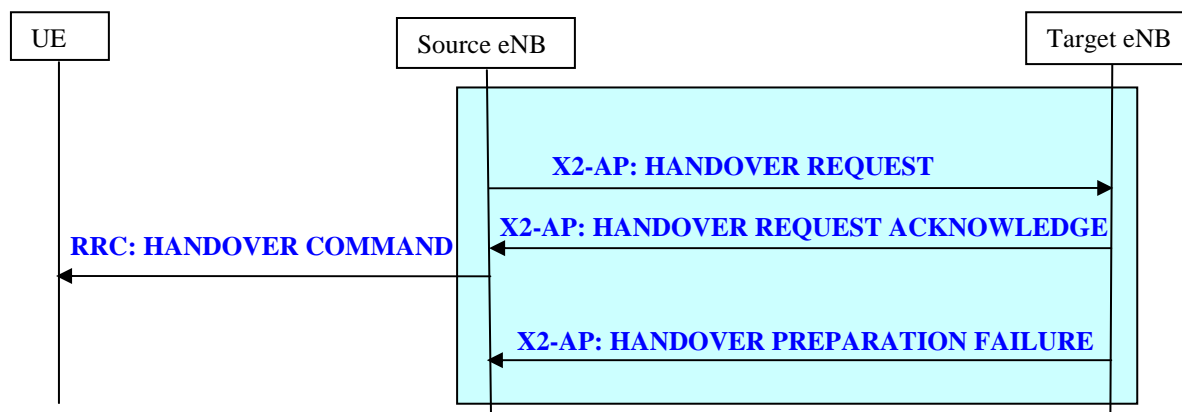 UE
Source eNB
Target eNB
X2-AP: HANDOVER REQUEST
X2-AP: HANDOVER REQUEST ACKNOWLEDGE
RRC: HANDOVER COMMAND
X2-AP: HANDOVER PREPARATION FAILURE